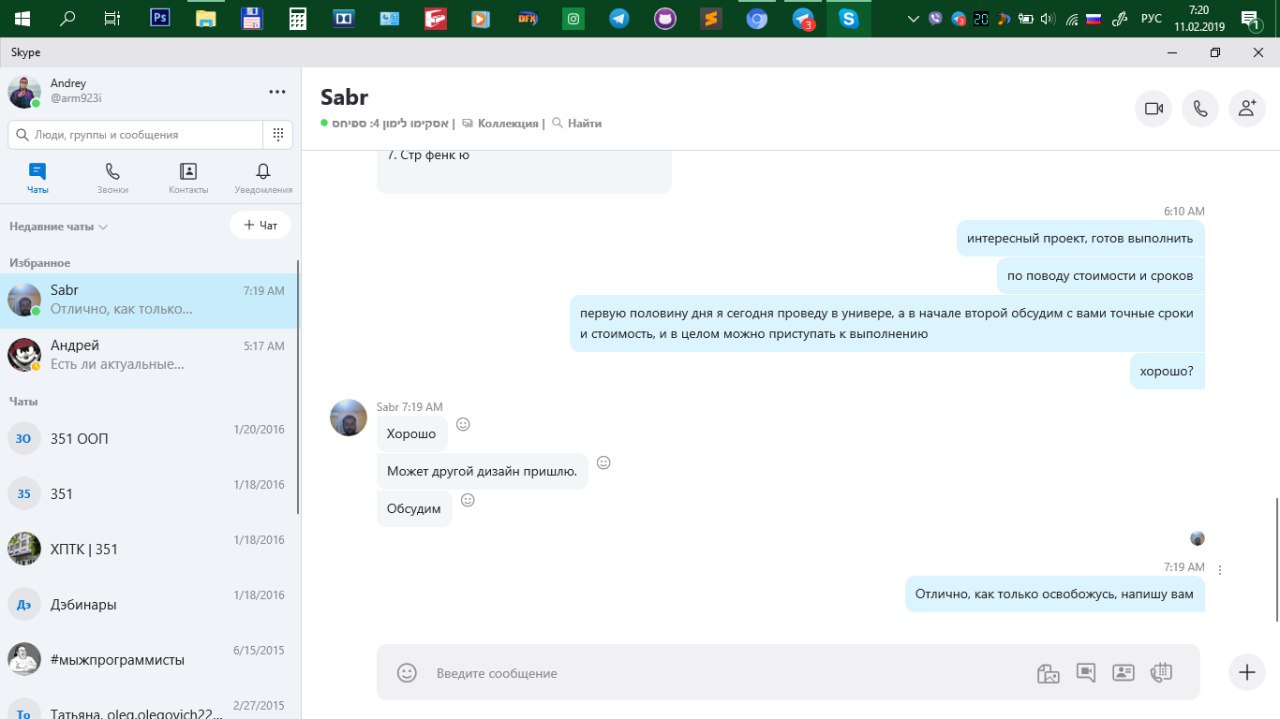 7:20
РУС
11.02.2019
20
3
1
Skype
Andrey
@arm923i
Люди, группы и сообщения
Чаты
Звонки
Контакты
Уведомления
Недавние чаты
+ Чат
Избранное
Sabr
7:19 AM
Отлично, как только...
Андрей
5:17 AM
Есть ли актуальные...
Чаты
ЗО
351 ООП
1/20/2016
35
351
1/18/2016
ХПТК | 351
1/18/2016
Дэ
Дэбинары
1/18/2016
#мыжпрограммисты
6/15/2015
То
Татьяна, oleg.olegovich22...
2/27/2015
Sabr
אסקימו לימון 4: ספיחס | Коллекция | Найти
7. Стр фенк ю
6:10 AM
интересный проект, готов выполнить
по поводу стоимости и сроков
первую половину дня я сегодня проведу в универе, а в начале второй обсудим с вами точные сроки
и стоимость, и в целом можно приступать к выполнению
хорошо?
Sabr 7:19 AM
Хорошо
Может другой дизайн пришлю.
Обсудим
7:19 AM
Отлично, как только освобожусь, напишу вам
Введите сообщение